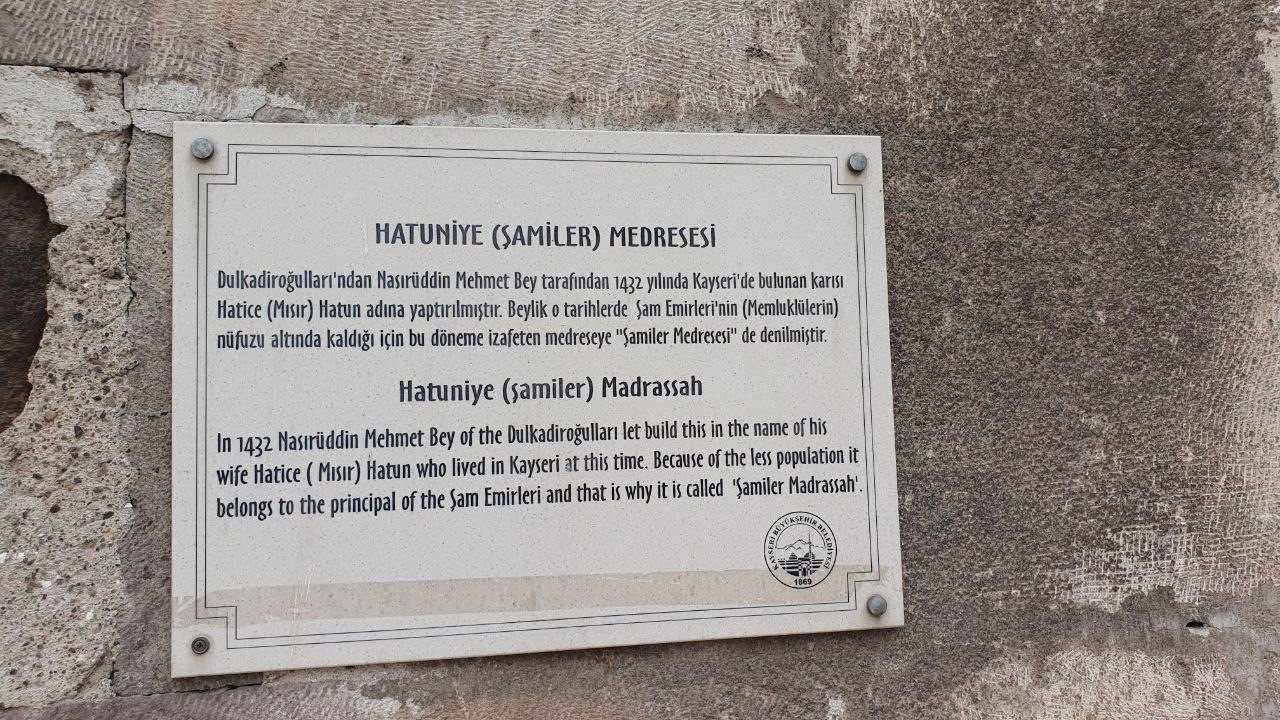 HATUNİYE (ŞAMİLER) MEDRESESİ
Dulkadiroğulları'ndan Nasırüddin Mehmet Bey tarafından 1432 yılında Kayseri'de bulunan karısı
Hatice (Mısır) Hatun adına yaptırılmıştır. Beylik o tarihlerde Şam Emirleri'nin (Memluklülerin)
nüfuzu altında kaldığı için bu döneme izafeten medreseye "Şamiler Medresesi" de denilmiştir.
Hatuniye (şamiler) Madrassah
In 1432 Nasırüddin Mehmet Bey of the Dulkadiroğulları let build this in the name of his
wife Hatice ( Mısır) Hatun who lived in Kayseri at this time. Because of the less population it
belongs to the principal of the Şam Emirleri and that is why it is called 'Şamiler Madrassah'.
KAYSERİ BÜYÜKŞEHİR BELEDİYESİ
1869